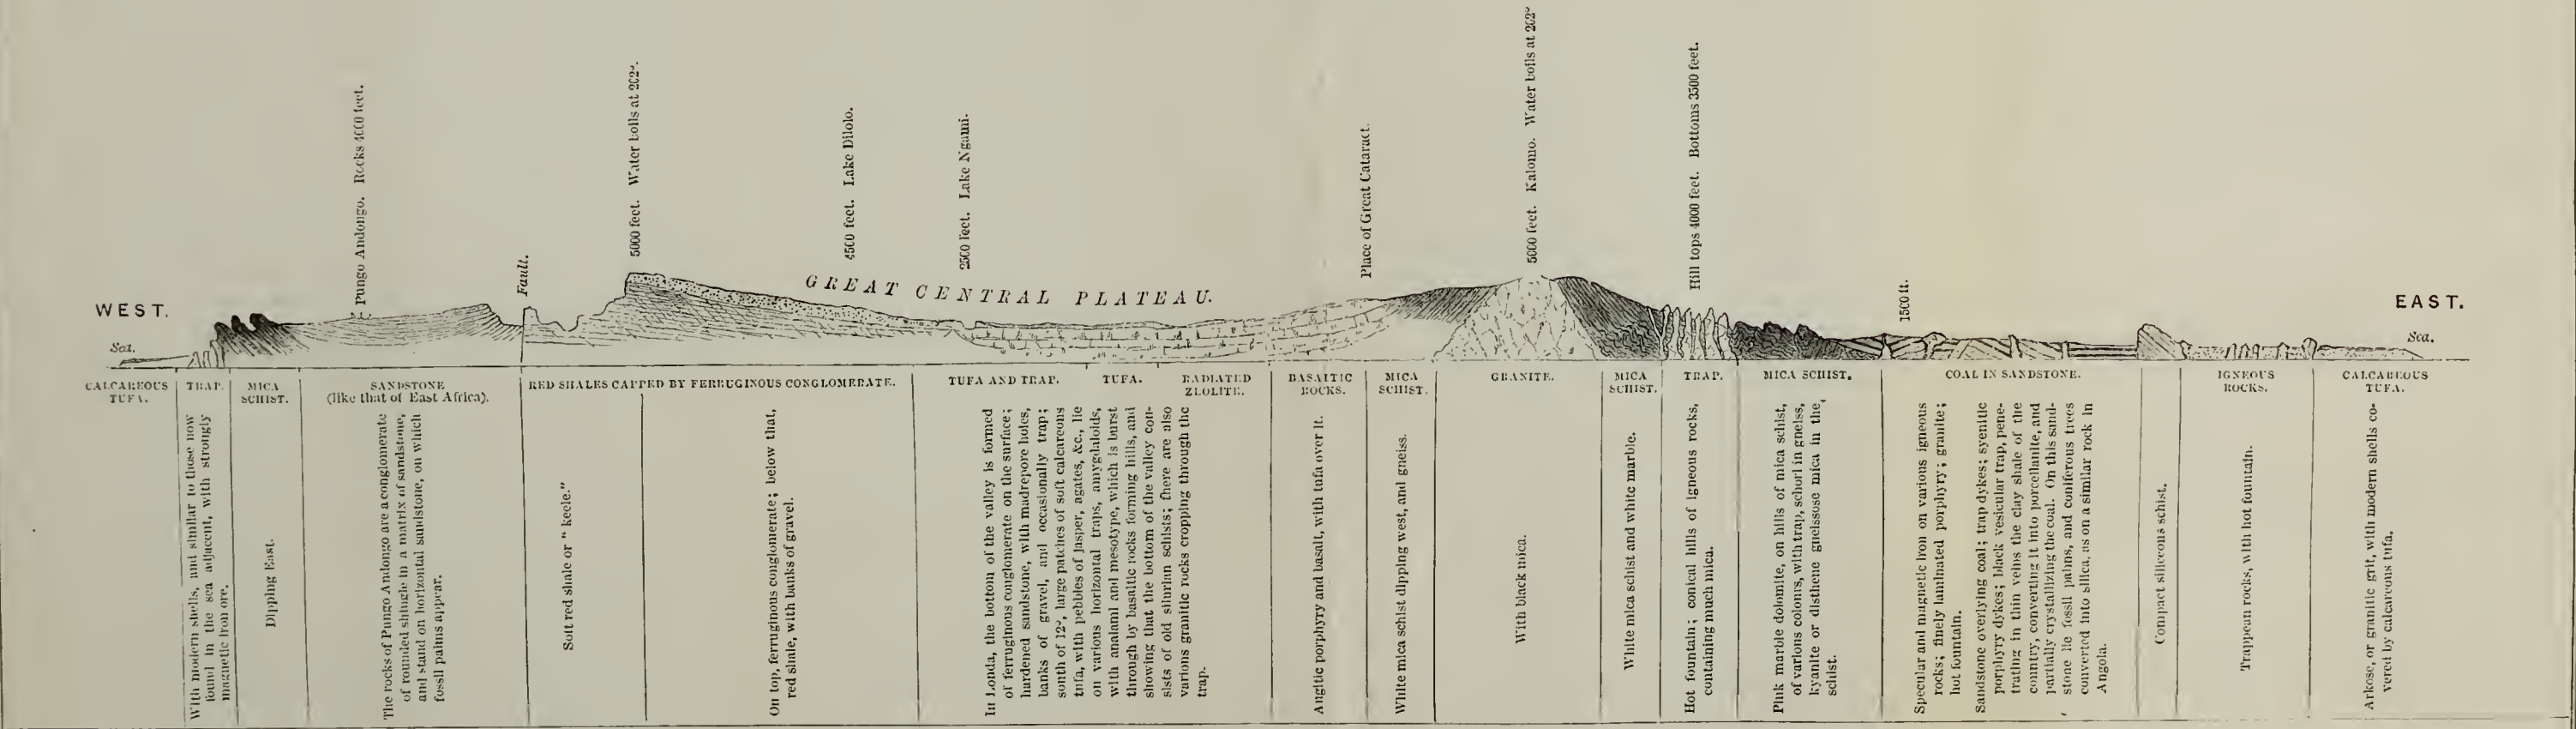 Pungo Andongo. Rocks 4000 feet.
Fault.
5000 feet. Water boils at 202°.
4500 feet. Lake Dilolo.
2500 feet. Lake Ngami.
Place of Great Cataract.
5000 feet. Kalomo. Water boils at 202°
Hill tops 4000 feet. Bottoms 3500 feet.
1500 ft.
WEST.
GREAT CENTRAL PLATEAU.
EAST.
Sea.
Sea.
CALCAREOUS
TUFA.
TRAP.
MICA
SCHIST.
SANDSTONE
(like that of East Africa).
RED SHALES CAPPED BY FERRUGINOUS CONGLOMERATE.
TUFA AND TRAP.
TUFA.
RADIATED
ZLOLITE.
BASALTIC
ROCKS.
MICA
SCHIST.
GRANITE.
MICA
SCHIST.
TRAP.
MICA SCHIST.
COAL IN SANDSTONE.
IGNEOUS
ROCKS.
CALCAREOUS
TUFA.
With modern shells, and similar to those now
found in the sea adjacent, with strongly
magnetic iron ore.
Dipping East.
The rocks of Pungo Andongo are a conglomerate
of rounded shingle in a matrix of sandstone,
and stand on horizontal sandstone, on which
fossil palms appear.
Soft red shale or "keele."
On top, ferruginous conglomerate; below that,
red shale, with banks of gravel.
In Londa, the bottom of the valley is formed
of ferruginous conglomerate on the surface;
hardened sandstone, with madrepore holes,
banks of gravel, and occasionally trap;
south of 12°, large patches of soft calcareous
tufa, with pebbles of jasper, agates, &c., lie
on various horizontal traps, amygdaloids,
with analami and mesotype, which is burst
through by basaltic rocks forming hills, and
showing that the bottom of the valley con-
sists of old silurian schists; there are also
various granitic rocks cropping through the
trap.
Angitic porphyry and basalt, with tufa over it.
White mica schist dipping west, and gneiss.
With black mica.
White mica schist and white marble.
Hot fountain; conical hills of igneous rocks,
containing much mica.
Pink marble dolomite, on hills of mica schist,
of various colours, with trap, schorl in gneiss,
kyanite or disthene gneissose mica in the
schist.
Specular and magnetic iron on various igneous
rocks; finely laminated porphyry; granite;
hot fountain.
Sandstone overlying coal; trap dykes; syenitic
porphyry dykes; black vesicular trap, pene-
trating in thin veins the clay shale of the
country, converting it into porcellanite, and
partially crystallizing the coal. On this sand-
stone lie fossil palms, and coniferous trees
converted into silica, as on a similar rock in
Angola.
Compact siliceous schist.
Trappean rocks, with hot fountain.
Arkose, or granitic grit, with modern shells co-
vered by calcareous tufa.